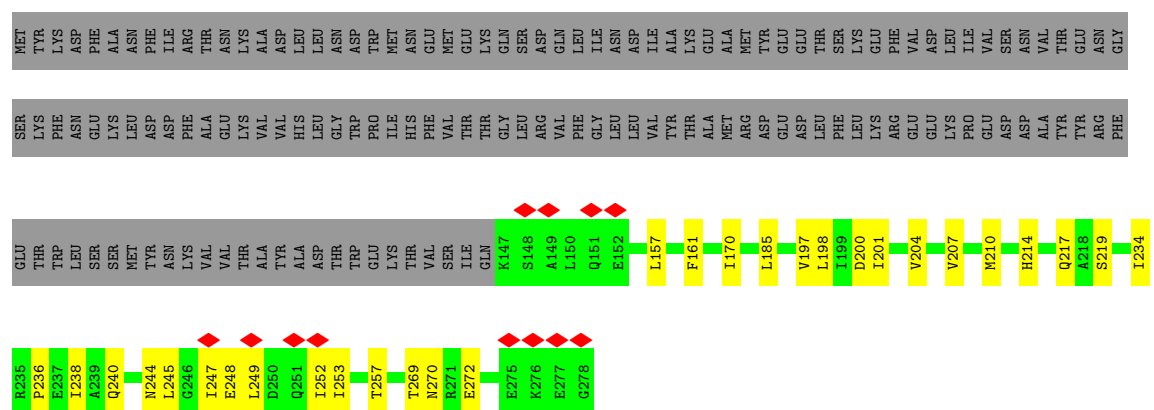 MET TYR LYS ASP PHE ALA ASN PHE ILE ARG THR ASN LYS ALA ASP LEU LEU ASN ASP TRP MET ASN GLU MET GLU LYS GLN SER ASP GLN LEU ILE ASN ASP ILE ALA LYS GLU ALA MET TYR GLU GLU THR SER LYS GLU PHE VAL ASP LEU ILE VAL SER ASN VAL THR GLU ASN GLY
SER LYS PHE ASN GLU LYS LEU ASP ASP PHE ALA GLU LYS VAL VAL HIS LEU GLY TRP PRO ILE HIS PHE VAL THR THR GLY LEU ARG VAL PHE GLY LEU LEU VAL TYR THR ALA MET ARG ASP GLU ASP LEU PHE LEU LYS ARG GLU GLU LYS PRO GLU ASP ASP ALA TYR TYR ARG PHE
GLU THR TRP LEU SER SER MET TYR ASN LYS VAL VAL THR ALA TYR ALA ASP THR TRP GLU LYS THR VAL SER ILE GLN K147 S148 A149 L150 Q151 E152 L157 F161 I170 L185 V197 L198 I199 D200 I201 V204 V207 M210 H214 Q217 A218 S219 I234
R235 P236 E237 I238 A239 Q240 N244 L245 G246 I247 E248 L249 D250 Q251 I252 I253 T257 T269 N270 R271 E272 E275 K276 E277 G278